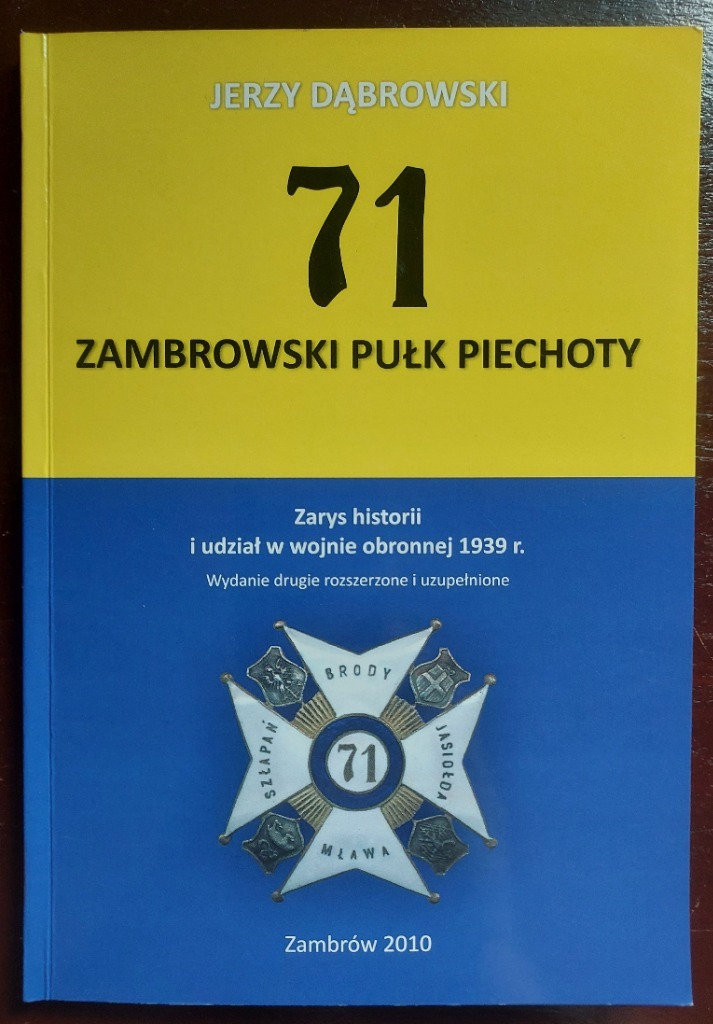 JERZY DĄBROWSKI
71
ZAMBROWSKI PUŁK PIECHOTY
Zarys historii
i udział w wojnie obronnej 1939 r.
Wydanie drugie rozszerzone i uzupełnione
BRODY
SZŁAPAŃ
71
JASIOŁDA
MŁAWA
Zambrów 2010